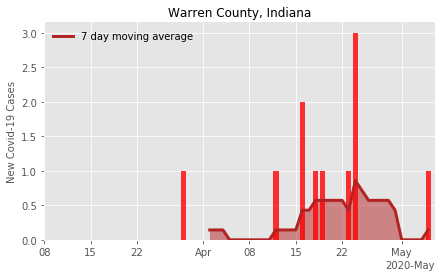 Warren County, Indiana
7 day moving average
New Covid-19 Cases
3.0
2.5
2.0
1.5
1.0
0.5
0.0
08 15 22 Apr 08 15 22 May
2020-May